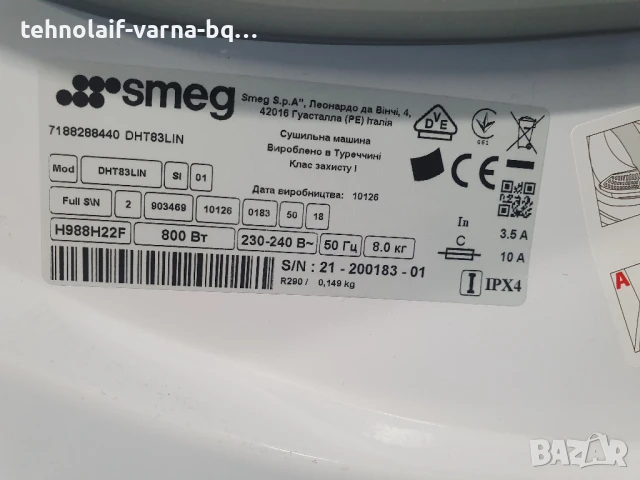 tehnolaif-varna-bq...
smeg
Smeg S.p.A", Леонардо да Вінчі, 4,
42016 Гуасталла (PE) Італія
7188288440 DHT83LIN
Сушильна машина
Вироблено в Туреччині
Клас захисту I
VDE
Mod DHT83LIN SI 01
Дата виробництва: 10126
Full S\N 2 903469 10126 0183 50 18
H988H22F 800 Вт 230-240 В~ 50 Гц 8.0 кг
In 3.5 A
C 10 A
S/N : 21 - 200183 - 01
R290 / 0,149 kg
I IPX4
A
BAZAR